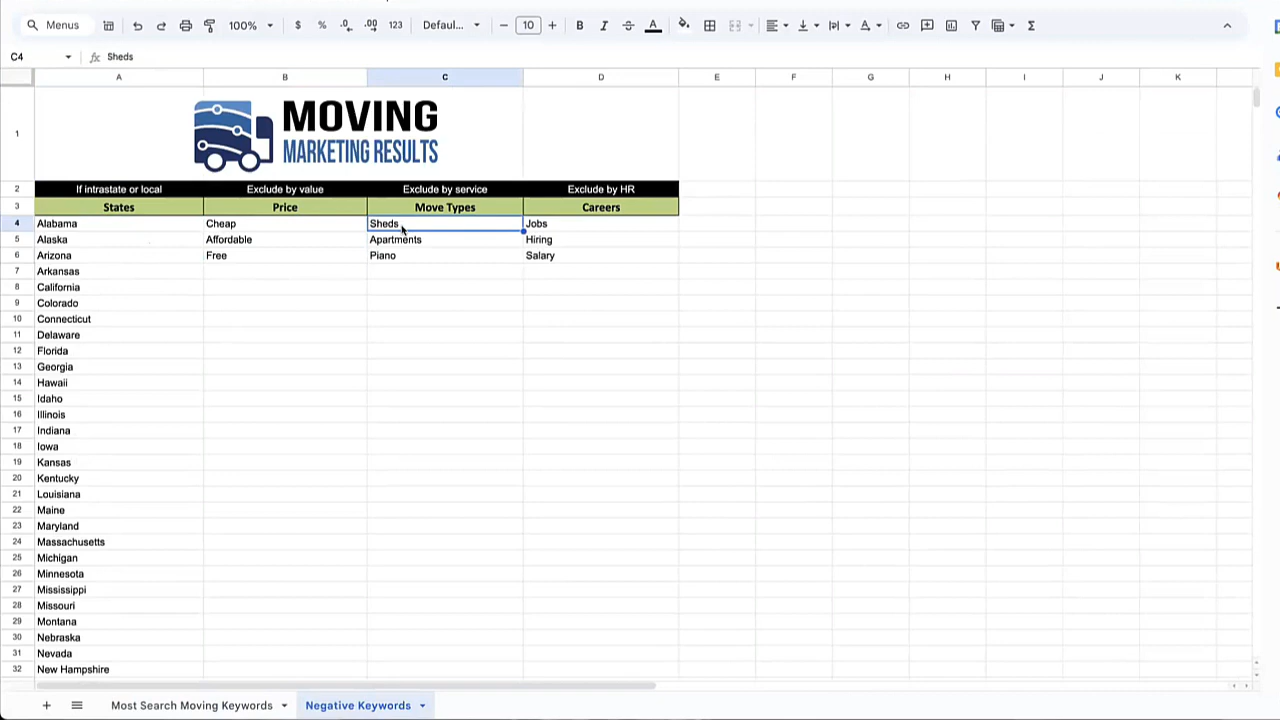 Menus 100% $ % .0 .00 123 Defaul... 10 B I A
C4 fx Sheds
A B C D E F G H I J K
1 MOVING
MARKETING RESULTS
2 If intrastate or local Exclude by value Exclude by service Exclude by HR
3 States Price Move Types Careers
4 Alabama Cheap Sheds Jobs
5 Alaska Affordable Apartments Hiring
6 Arizona Free Piano Salary
7 Arkansas
8 California
9 Colorado
10 Connecticut
11 Delaware
12 Florida
13 Georgia
14 Hawaii
15 Idaho
16 Illinois
17 Indiana
18 Iowa
19 Kansas
20 Kentucky
21 Louisiana
22 Maine
23 Maryland
24 Massachusetts
25 Michigan
26 Minnesota
27 Mississippi
28 Missouri
29 Montana
30 Nebraska
31 Nevada
32 New Hampshire
Most Search Moving Keywords Negative Keywords